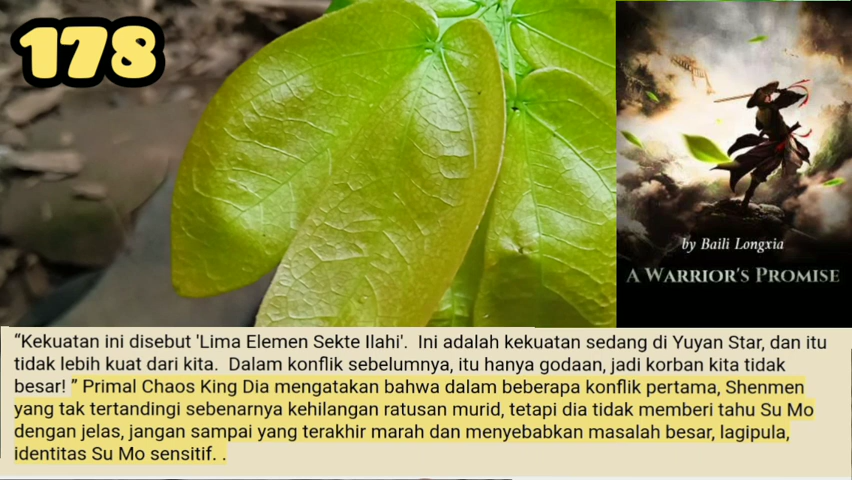 178
by Baili Longxia
A WARRIOR'S PROMISE
“Kekuatan ini disebut 'Lima Elemen Sekte Ilahi'. Ini adalah kekuatan sedang di Yuyan Star, dan itu
tidak lebih kuat dari kita. Dalam konflik sebelumnya, itu hanya godaan, jadi korban kita tidak
besar! ” Primal Chaos King Dia mengatakan bahwa dalam beberapa konflik pertama, Shenmen
yang tak tertandingi sebenarnya kehilangan ratusan murid, tetapi dia tidak memberi tahu Su Mo
dengan jelas, jangan sampai yang terakhir marah dan menyebabkan masalah besar, lagipula,
identitas Su Mo sensitif. .